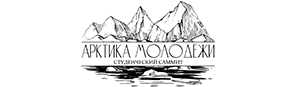 АРКТИКА МОЛОДЕЖИ
СТУДЕНЧЕСКИЙ САММИТ